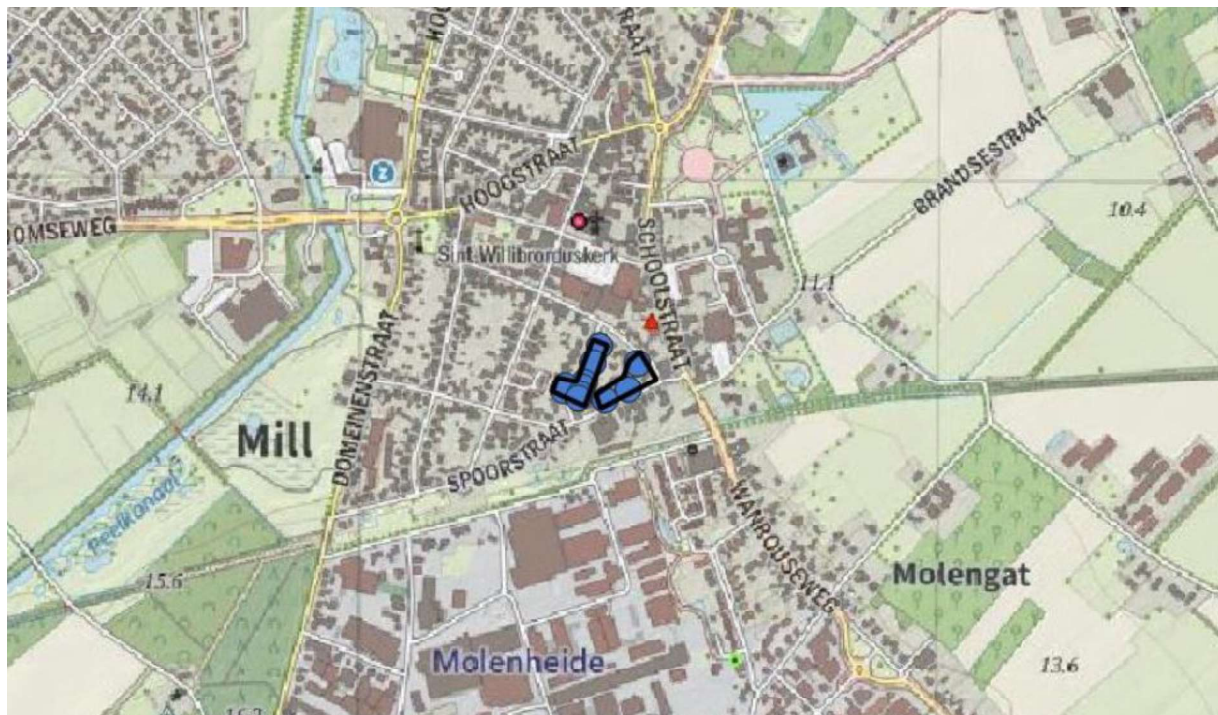 HOOGSTRAAT
BRANDSESTRAAT
10.4
OMSEWEG
SCHOOLSTRAAT
Sint Willibrorduskerk
11.1
DOMEINENSTRAAT
14.1
Mill
SPOORSTRAAT
Peelkanaal
WANROIJSEWEG
15.6
Molengat
Molenheide
13.6